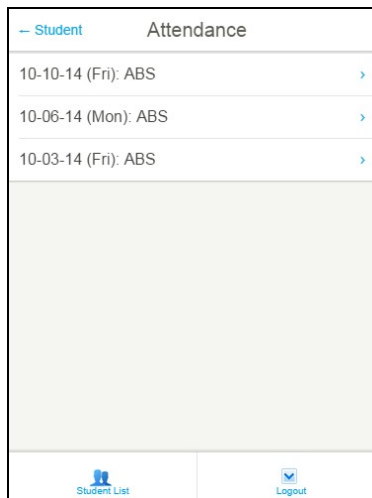 ← Student Attendance
10-10-14 (Fri): ABS
10-06-14 (Mon): ABS
10-03-14 (Fri): ABS
Student List Logout